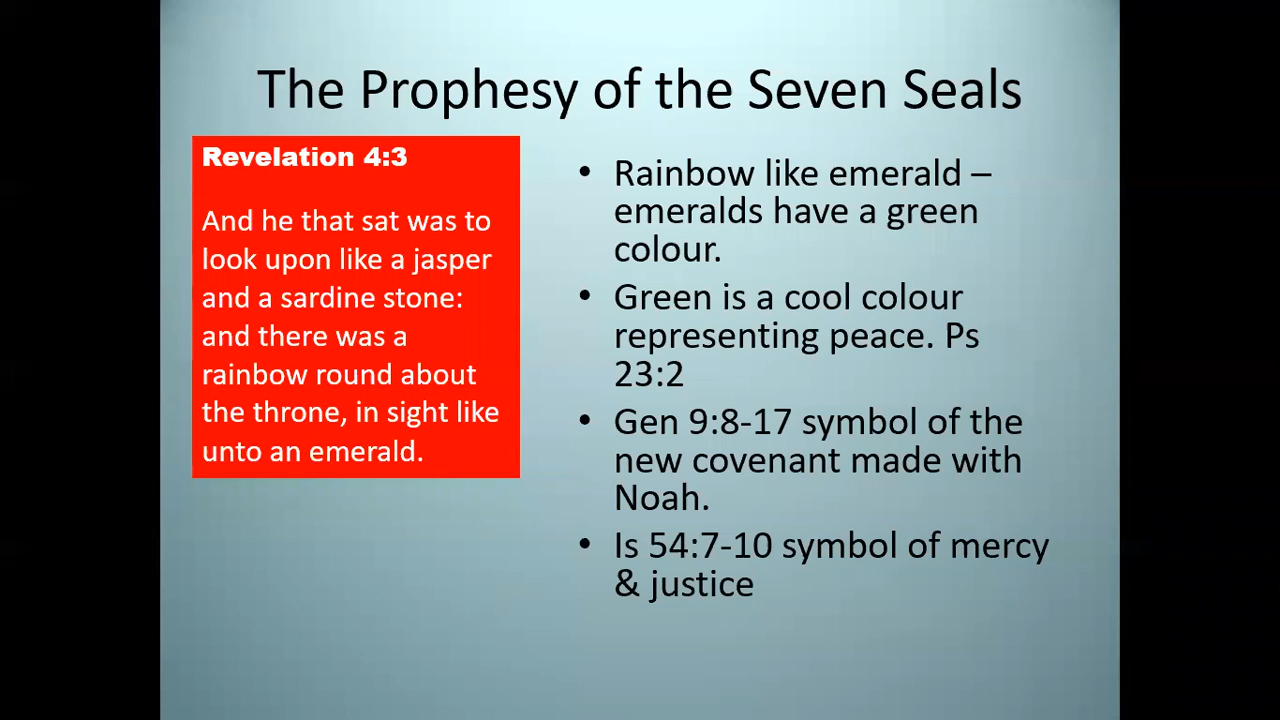 The Prophesy of the Seven Seals
Revelation 4:3
And he that sat was to
look upon like a jasper
and a sardine stone:
and there was a
rainbow round about
the throne, in sight like
unto an emerald.
• Rainbow like emerald –
emeralds have a green
colour.
• Green is a cool colour
representing peace. Ps
23:2
• Gen 9:8-17 symbol of the
new covenant made with
Noah.
• Is 54:7-10 symbol of mercy
& justice